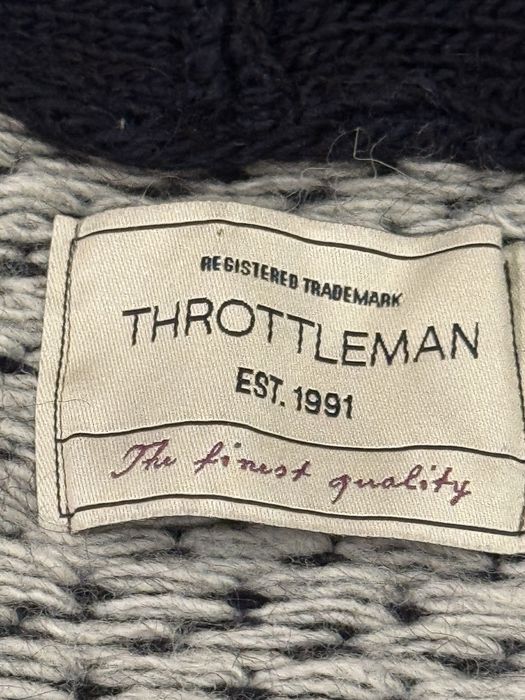 REGISTERED TRADEMARK
THROTTLEMAN
EST. 1991
The finest quality